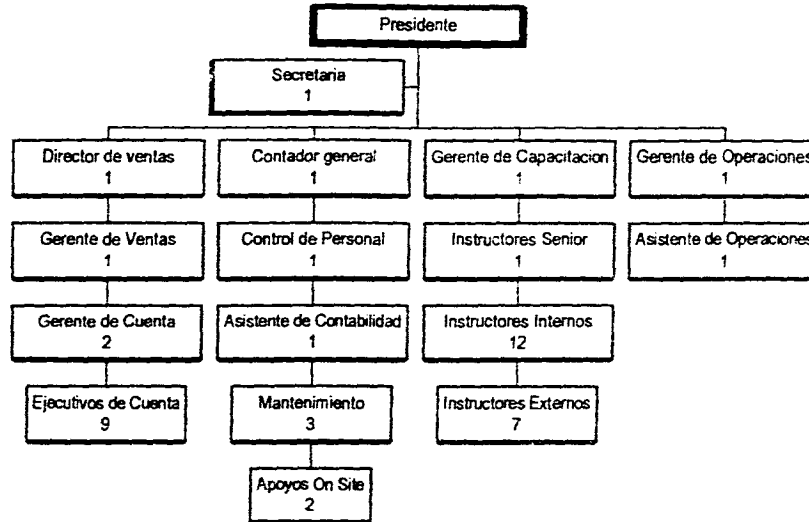 Presidente
Secretaria
1
Director de ventas
1
Contador general
1
Gerente de Capacitacion
1
Gerente de Operaciones
1
Gerente de Ventas
1
Control de Personal
1
Instructores Senior
1
Asistente de Operaciones
1
Gerente de Cuenta
2
Asistente de Contabilidad
1
Instructores Internos
12
Ejecutivos de Cuenta
9
Mantenimiento
3
Instructores Externos
7
Apoyos On Site
2